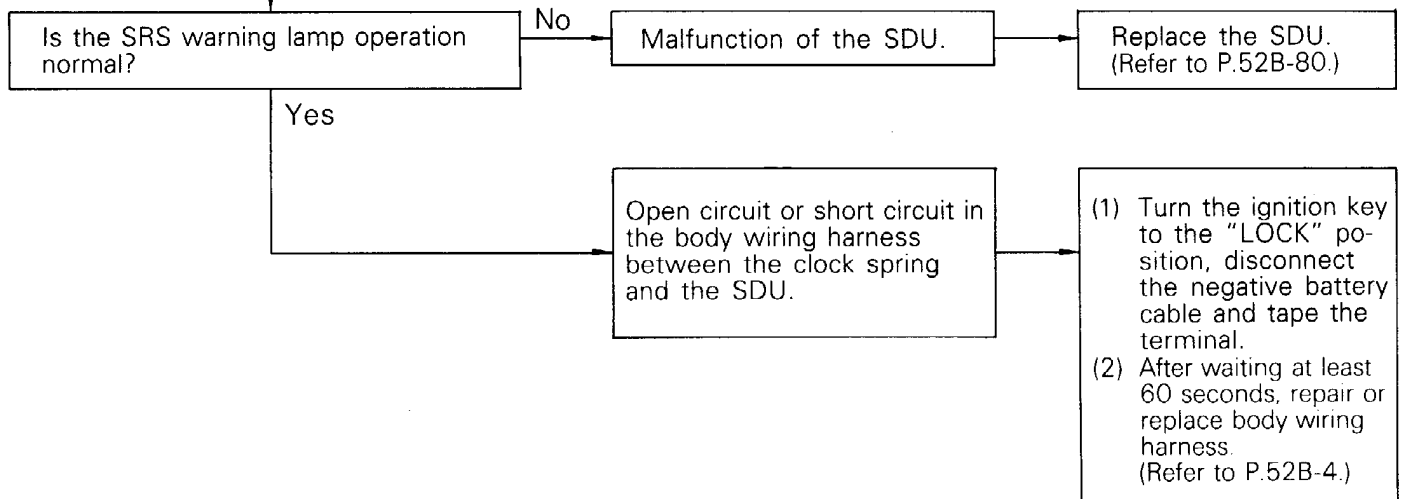 Is the SRS warning lamp operation
normal?
No
Malfunction of the SDU.
Replace the SDU.
(Refer to P.52B-80.)
Yes
Open circuit or short circuit in
the body wiring harness
between the clock spring
and the SDU.
(1) Turn the ignition key
to the "LOCK" po-
sition, disconnect
the negative battery
cable and tape the
terminal.
(2) After waiting at least
60 seconds, repair or
replace body wiring
harness.
(Refer to P.52B-4.)